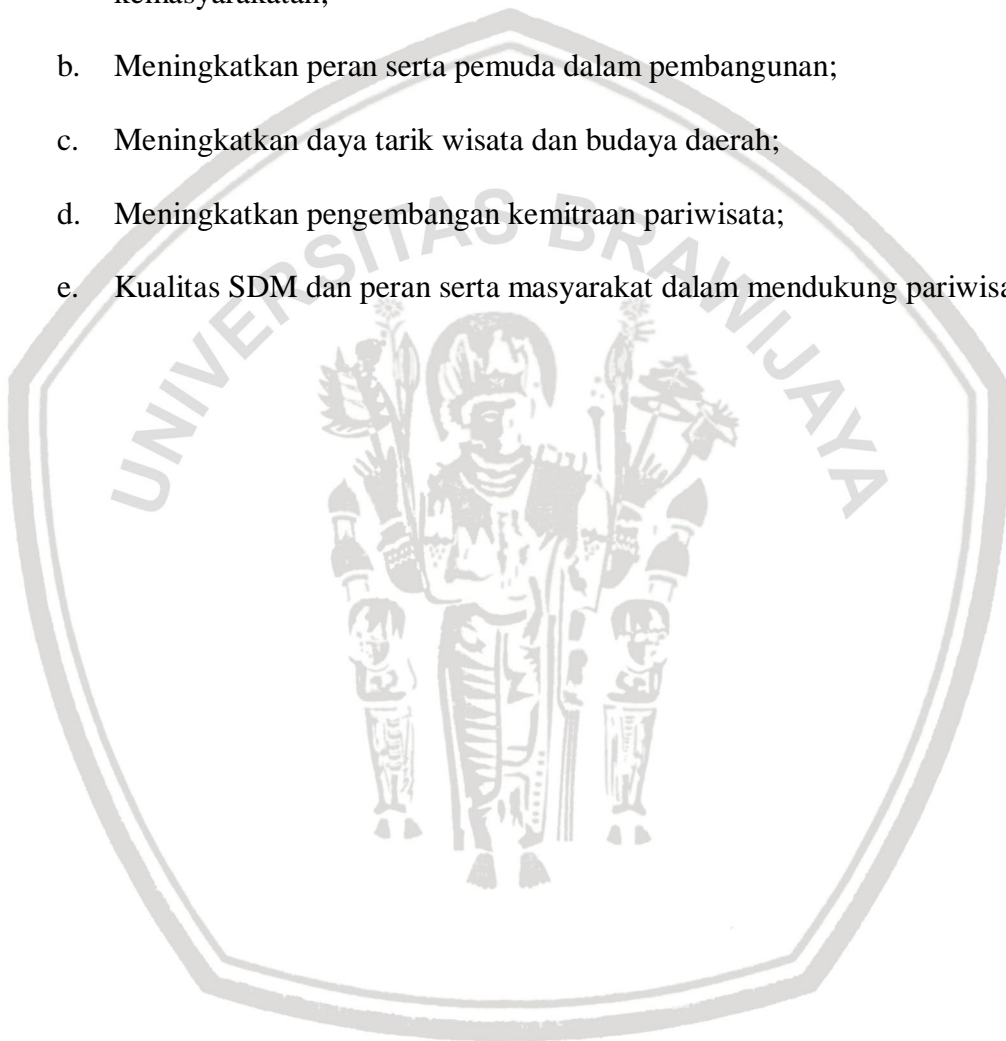 kemasyarakatan;
b. Meningkatkan peran serta pemuda dalam pembangunan;
c. Meningkatkan daya tarik wisata dan budaya daerah;
d. Meningkatkan pengembangan kemitraan pariwisata;
e. Kualitas SDM dan peran serta masyarakat dalam mendukung
UNIVERSITAS BRAWIJAYA